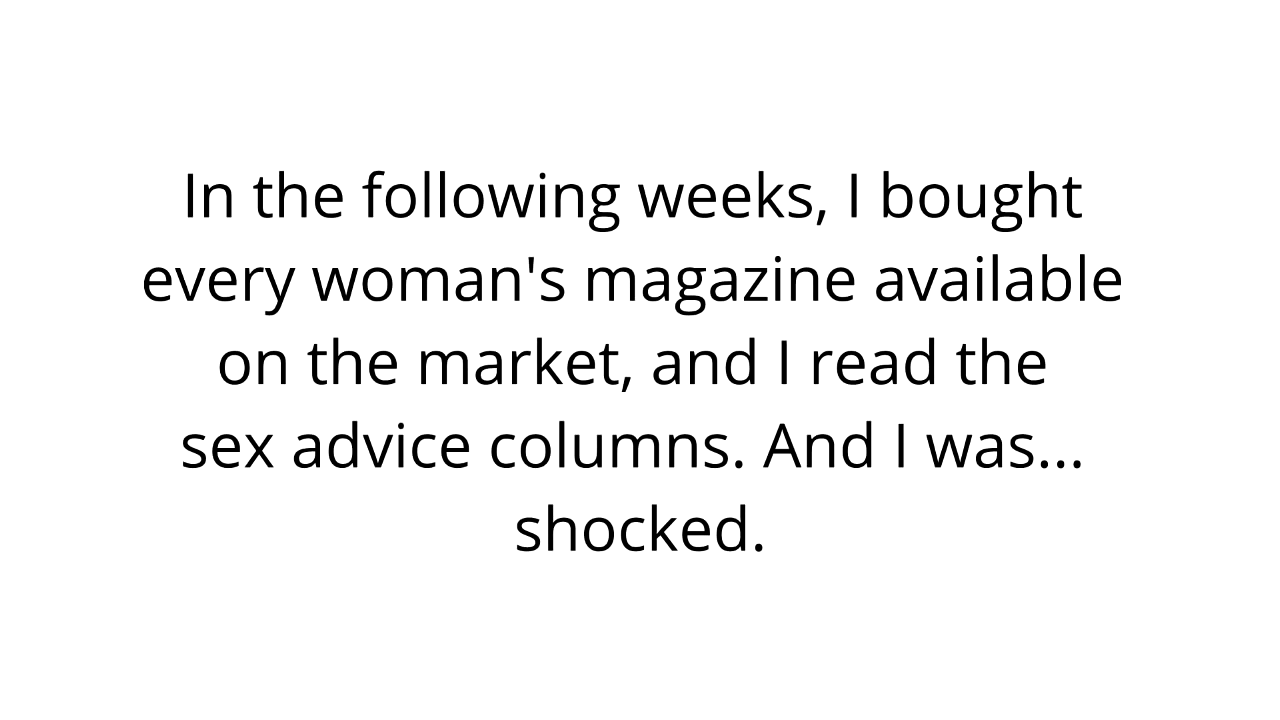 In the following weeks, I bought
every woman's magazine available
on the market, and I read the
sex advice columns. And I was...
shocked.